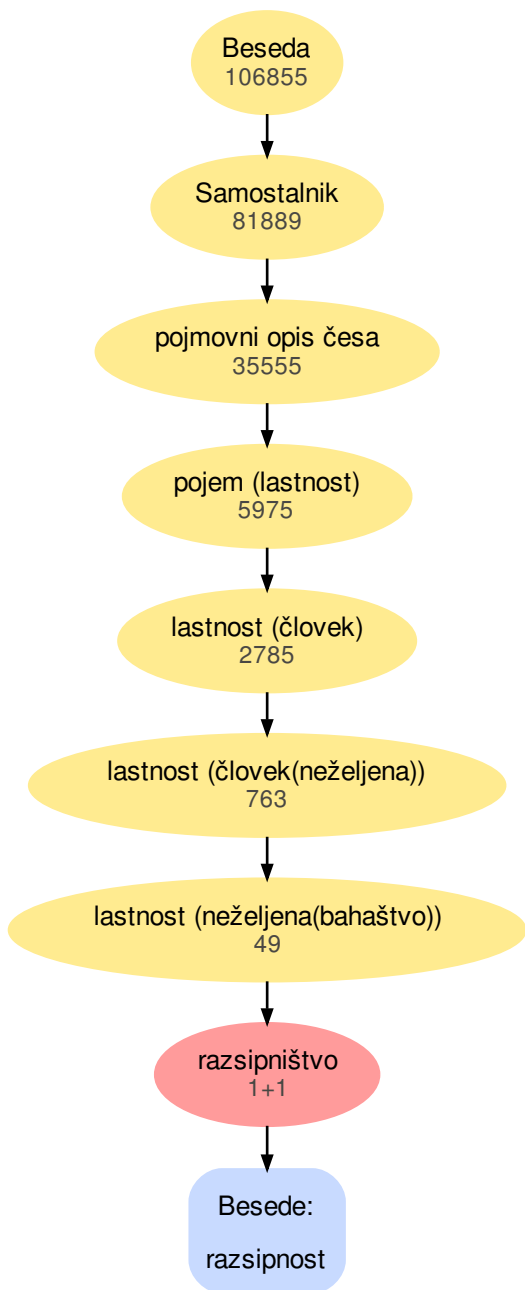 Beseda
106855
Samostalnik
81889
pojmovni opis česa
35555
pojem (lastnost)
5975
lastnost (človek)
2785
lastnost (človek(neželjena))
763
lastnost (neželjena(bahaštvo))
49
razsipništvo
1+1
Besede:
razsipnost